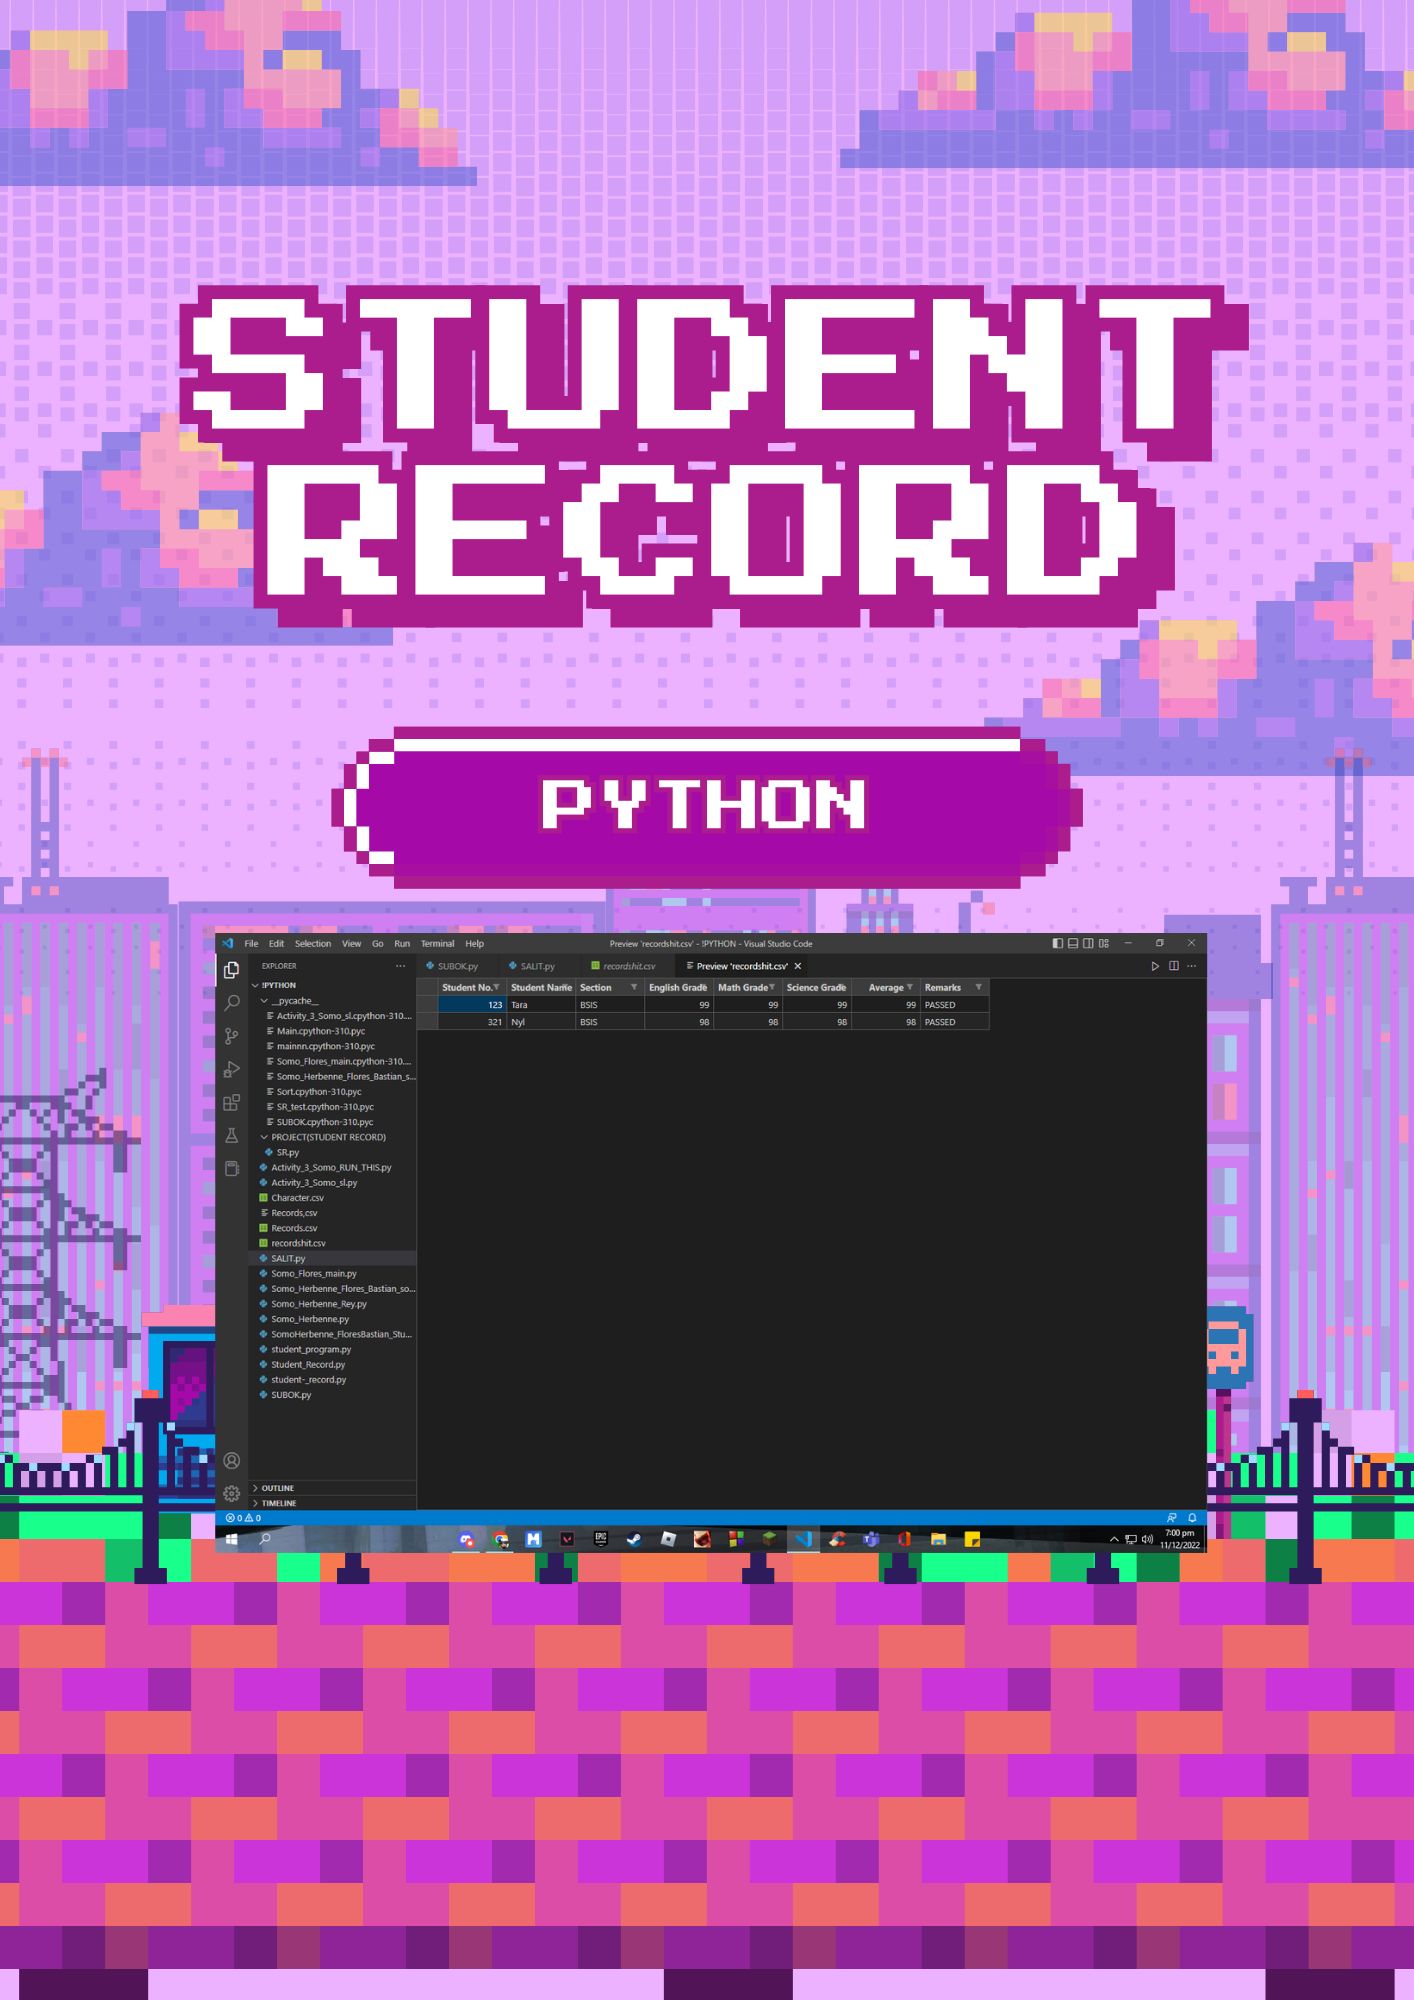 STUDENT
RECORD
PYTHON
File Edit Selection View Go Run Terminal Help
Preview 'recordshit.csv' - !PYTHON - Visual Studio Code
EXPLORER
SUBOK.py
SALIT.py
recordshit.csv
Preview 'recordshit.csv'
!PYTHON
__pycache__
Activity_3_Somo_sl.cpython-310....
Main.cpython-310.pyc
mainnn.cpython-310.pyc
Somo_Flores_main.cpython-310....
Somo_Herbenne_Flores_Bastian_s...
Sort.cpython-310.pyc
SR_test.cpython-310.pyc
SUBOK.cpython-310.pyc
PROJECT(STUDENT RECORD)
SR.py
Activity_3_Somo_RUN_THIS.py
Activity_3_Somo_sl.py
Character.csv
Records,csv
Records.csv
recordshit.csv
SALIT.py
Somo_Flores_main.py
Somo_Herbenne_Flores_Bastian_so...
Somo_Herbenne_Rey.py
Somo_Herbenne.py
SomoHerbenne_FloresBastian_Stu...
student_program.py
Student_Record.py
student-_record.py
SUBOK.py
OUTLINE
TIMELINE
Student No. Student Name Section English Grade Math Grade Science Grade Average Remarks
123 Tara BSIS 99 99 99 99 PASSED
321 Nyl BSIS 98 98 98 98 PASSED
0 0
EPIC
7:00 pm
11/12/2022